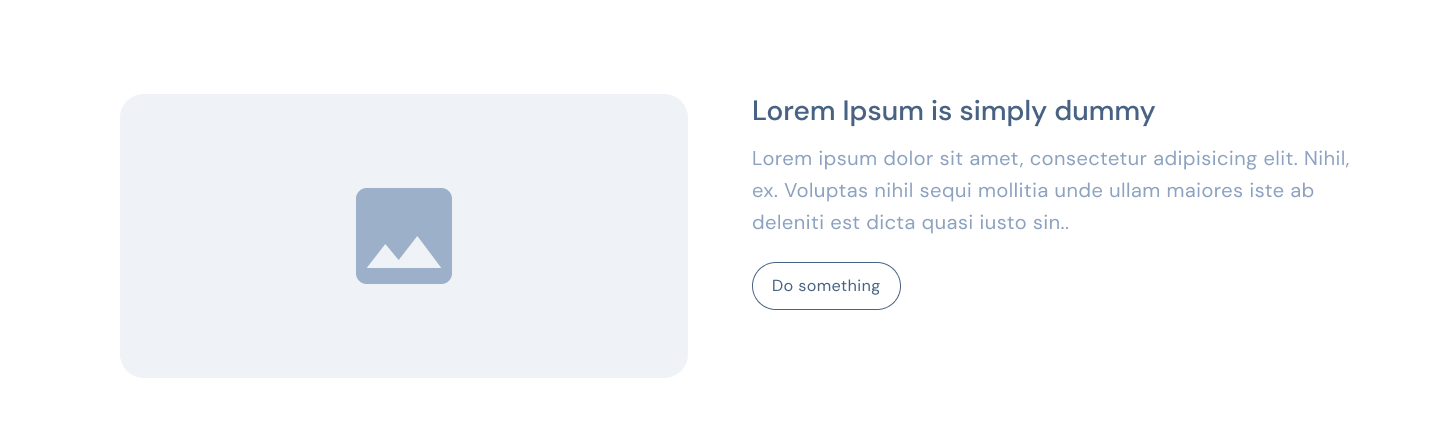 Lorem Ipsum is simply dummy
Lorem ipsum dolor sit amet, consectetur adipisicing elit. Nihil,
ex. Voluptas nihil sequi mollitia unde ullam maiores iste ab
deleniti est dicta quasi iusto sin..
Do something